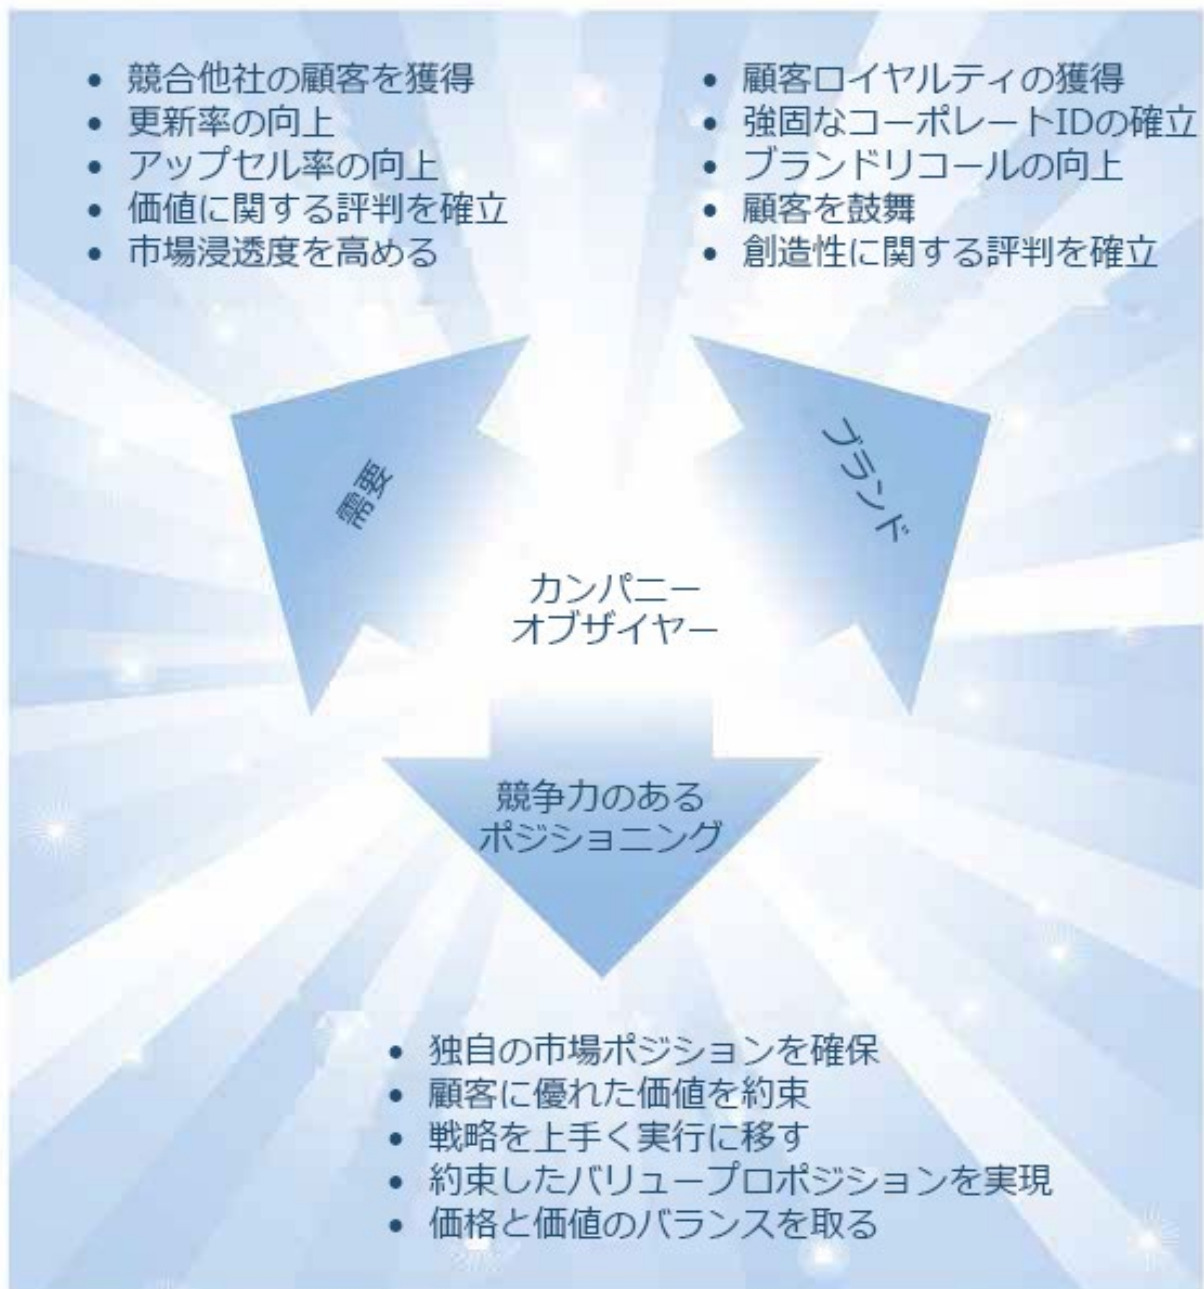 • 競合他社の顧客を獲得
• 更新率の向上
• アップセル率の向上
• 価値に関する評判を確立
• 市場浸透度を高める
• 顧客ロイヤルティの獲得
• 強固なコーポレートIDの確立
• ブランドリコールの向上
• 顧客を鼓舞
• 創造性に関する評判を確立
需要
ブランド
カンパニー
オブザイヤー
競争力のある
ポジショニング
• 独自の市場ポジションを確保
• 顧客に優れた価値を約束
• 戦略を上手く実行に移す
• 約束したバリュープロポジションを実現
• 価格と価値のバランスを取る